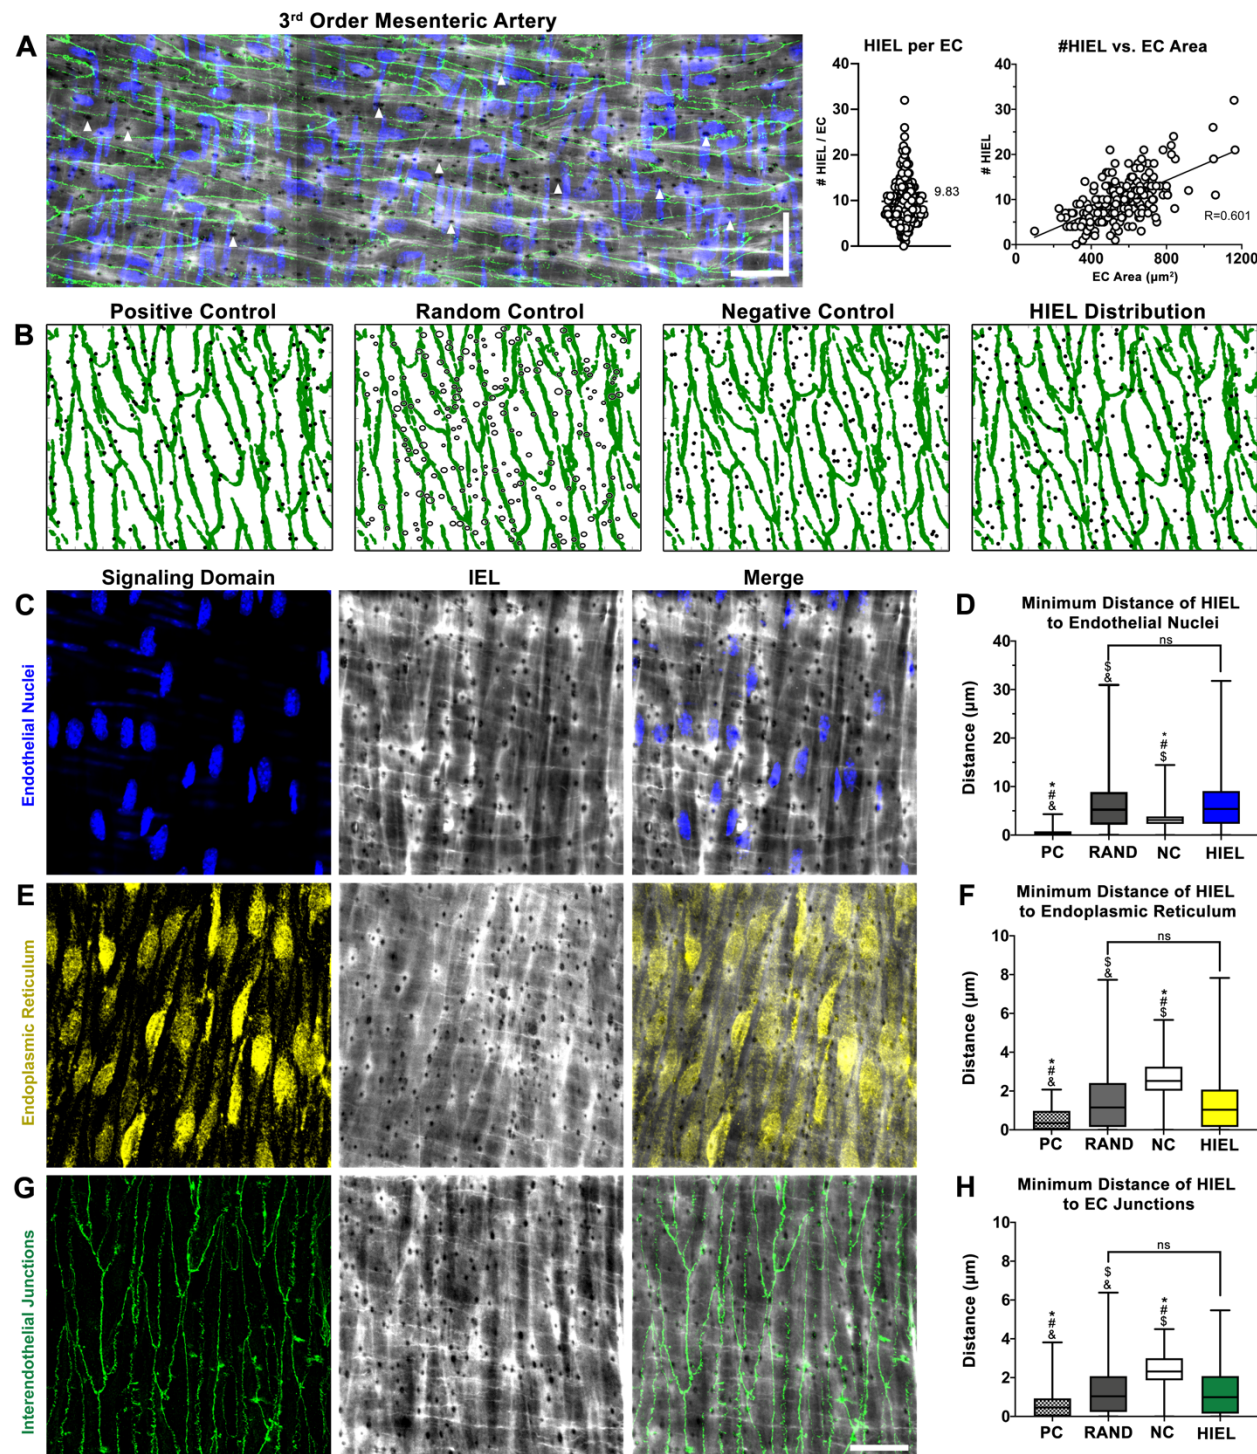 3rd Order Mesenteric Artery
A
HIEL per EC
# HIEL / EC
40
30
20
10
0
9.83
#HIEL vs. EC Area
# HIEL
40
30
20
10
0
R=0.601
0 400 800 1200
EC Area (µm²)
B
Positive Control
Random Control
Negative Control
HIEL Distribution
Signaling Domain
IEL
Merge
C
Endothelial Nuclei
D
Minimum Distance of HIEL
to Endothelial Nuclei
Distance (µm)
40
30
20
10
0
ns
* # &
$ &
* # $
PC RAND NC HIEL
E
Endoplasmic Reticulum
F
Minimum Distance of HIEL
to Endoplasmic Reticulum
Distance (µm)
10
8
6
4
2
0
ns
* # &
$ &
* # $
PC RAND NC HIEL
G
Interendothelial Junctions
H
Minimum Distance of HIEL
to EC Junctions
Distance (µm)
10
8
6
4
2
0
ns
* # &
$ &
* # $
PC RAND NC HIEL